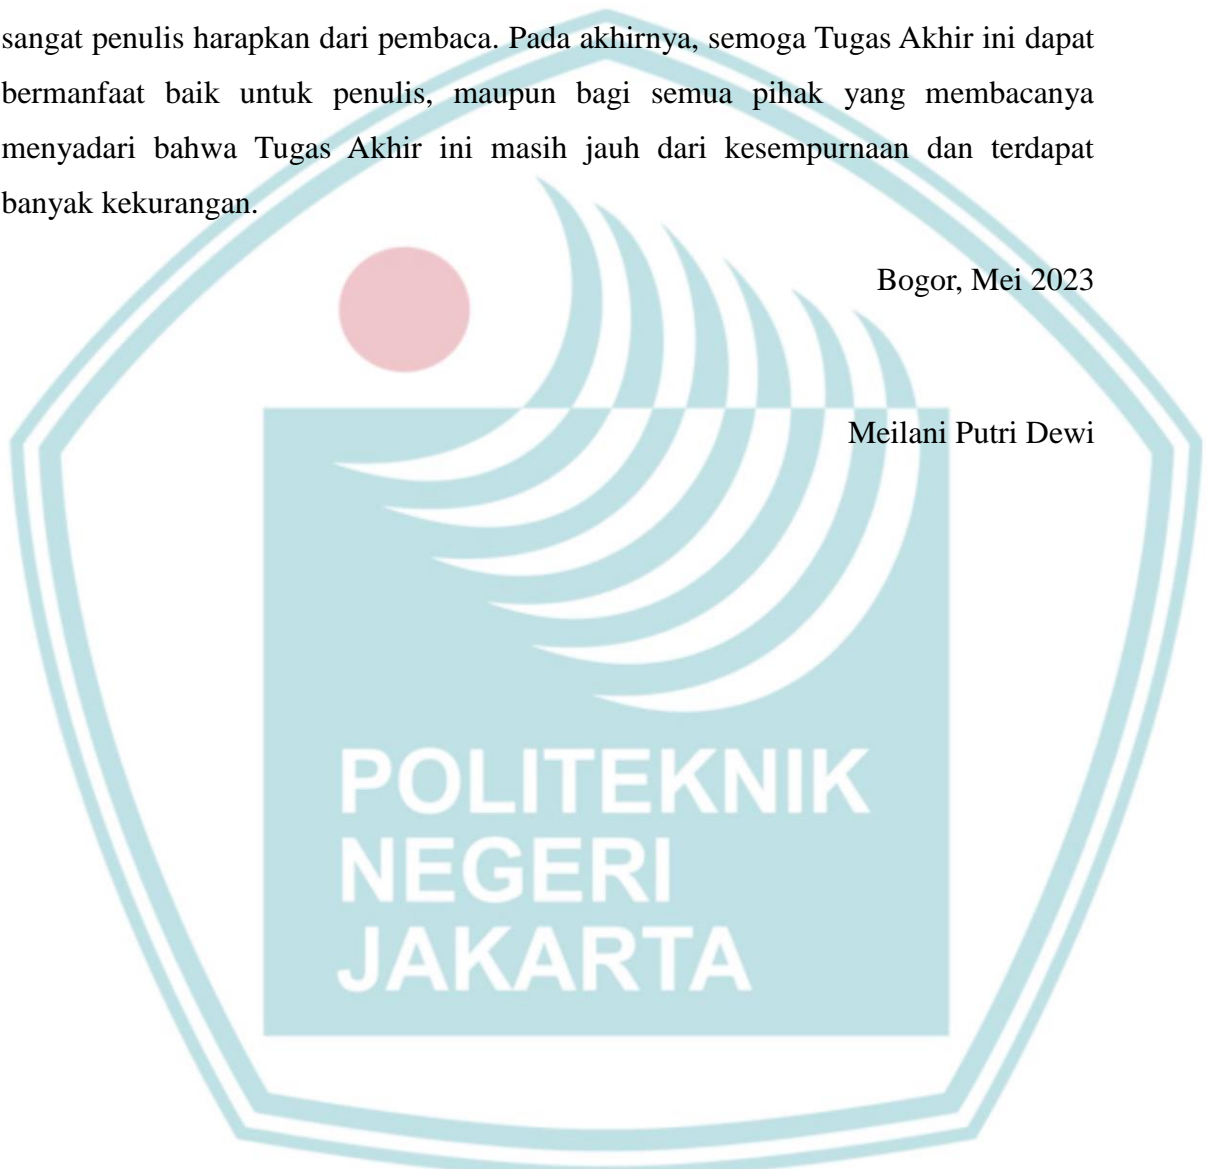 sangat penulis harapkan dari pembaca. Pada akhirnya, semoga Tugas Akhir ini dapat
bermanfaat baik untuk penulis, maupun bagi semua pihak yang membacanya
menyadari bahwa Tugas Akhir ini masih jauh dari kesempurnaan dan terdapat
banyak kekurangan.
Bogor, Mei 2023
Meilani Putri Dewi
POLITEKNIK
NEGERI
JAKARTA